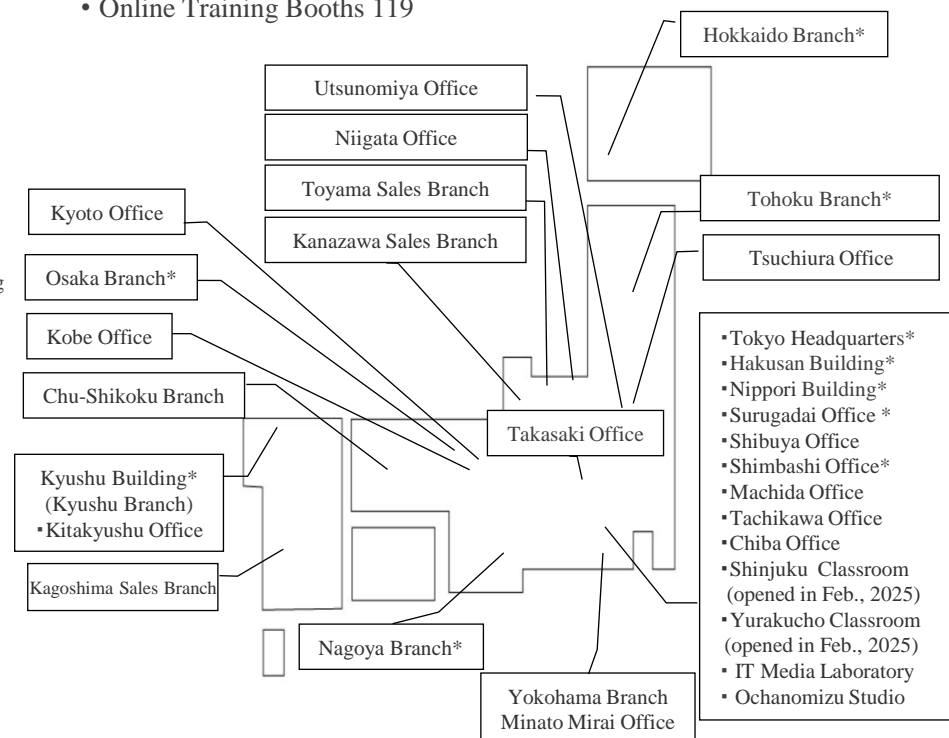 • Online Training Booths 119
Hokkaido Branch*
Utsunomiya Office
Niigata Office
Toyama Sales Branch
Kanazawa Sales Branch
Kyoto Office
Osaka Branch*
Kobe Office
Chu-Shikoku Branch
Kyushu Building*
(Kyushu Branch)
▪Kitakyushu Office
Kagoshima Sales Branch
Tohoku Branch*
Tsuchiura Office
Takasaki Office
▪Tokyo Headquarters*
▪Hakusan Building*
▪Nippori Building*
▪Surugadai Office *
▪Shibuya Office
▪Shimbashi Office*
▪Machida Office
▪Tachikawa Office
▪Chiba Office
▪Shinjuku Classroom
(opened in Feb., 2025)
▪Yurakucho Classroom
(opened in Feb., 2025)
▪ IT Media Laboratory
▪ Ochanomizu Studio
Nagoya Branch*
Yokohama Branch
Minato Mirai Office